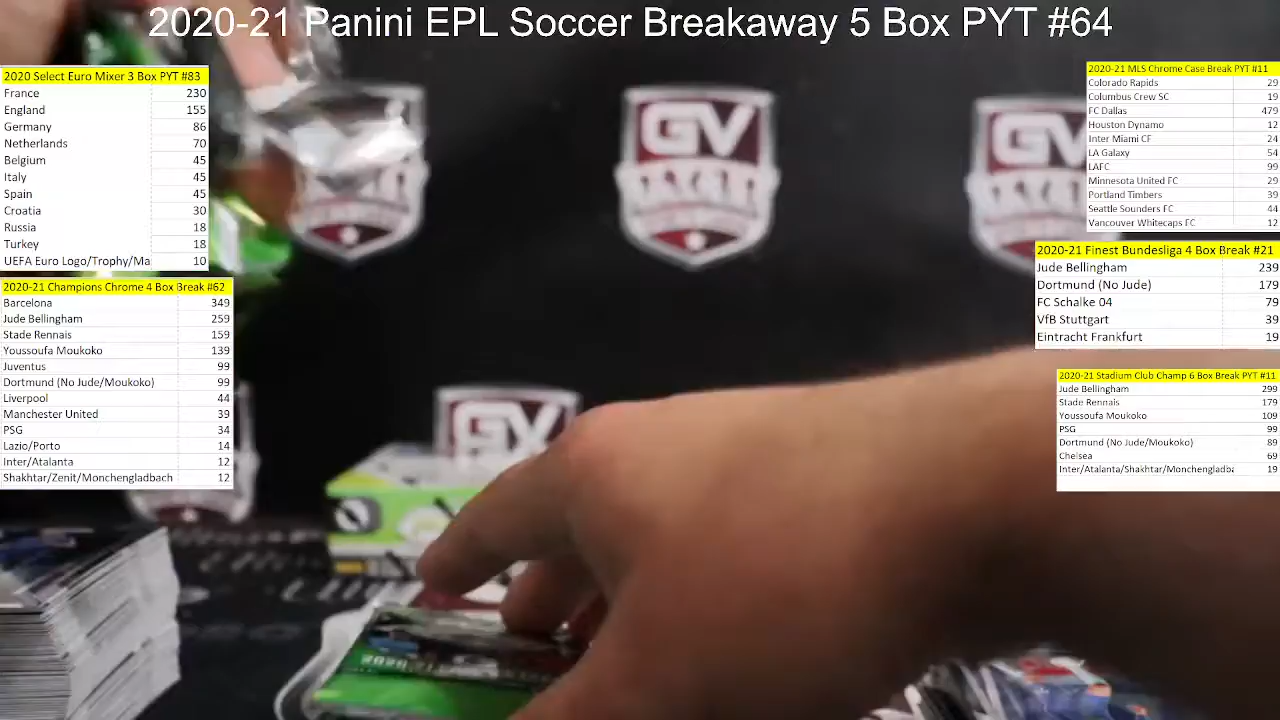 2020-21 Panini EPL Soccer Breakaway 5 Box PYT #64
2020 Select Euro Mixer 3 Box PYT #83
France 230
England 155
Germany 86
Netherlands 70
Belgium 45
Italy 45
Spain 45
Croatia 30
Russia 18
Turkey 18
UEFA Euro Logo/Trophy/Ma 10
2020-21 Champions Chrome 4 Box Break #62
Barcelona 349
Jude Bellingham 259
Stade Rennais 159
Youssoufa Moukoko 139
Juventus 99
Dortmund (No Jude/Moukoko) 99
Liverpool 44
Manchester United 39
PSG 34
Lazio/Porto 14
Inter/Atalanta 12
Shakhtar/Zenit/Monchengladbach 12
2020-21 MLS Chrome Case Break PYT #11
Colorado Rapids 29
Columbus Crew SC 19
FC Dallas 479
Houston Dynamo 12
Inter Miami CF 24
LA Galaxy 54
LAFC 99
Minnesota United FC 29
Portland Timbers 39
Seattle Sounders FC 44
Vancouver Whitecaps FC 12
2020-21 Finest Bundesliga 4 Box Break #21
Jude Bellingham 239
Dortmund (No Jude) 179
FC Schalke 04 79
VfB Stuttgart 39
Eintracht Frankfurt 19
2020-21 Stadium Club Champ 6 Box Break PYT #11
Jude Bellingham 299
Stade Rennais 179
Youssoufa Moukoko 109
PSG 99
Dortmund (No Jude/Moukoko) 89
Chelsea 69
Inter/Atalanta/Shakhtar/Monchengladba 19
GV
GV
GV
GV